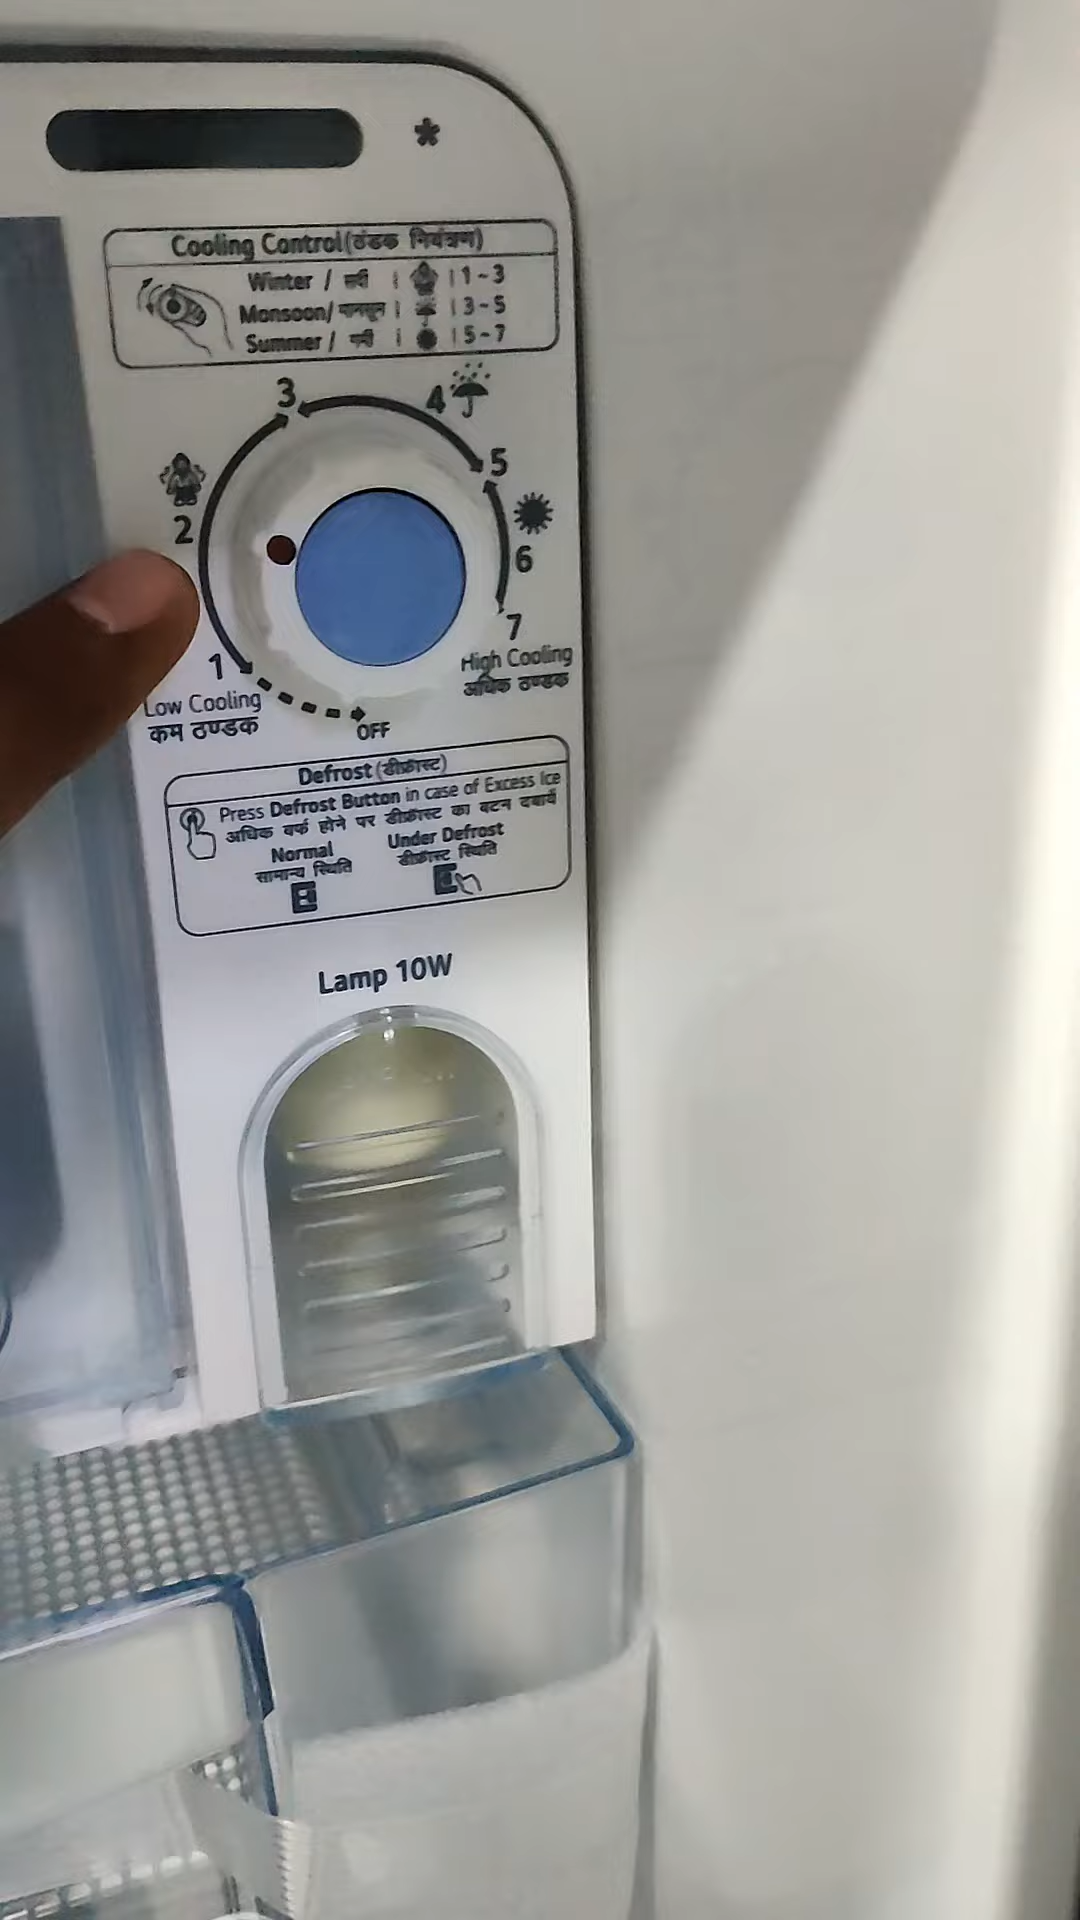 *
Cooling Control(ठंडक नियंत्रण)
Winter / सर्दी | | 1-3
Monsoon/ मानसून | | 3-5
Summer / गर्मी | | 5-7
3
4
5
2
6
7
1
High Cooling
अधिक ठण्डक
Low Cooling
कम ठण्डक
OFF
Defrost (डीफ्रॉस्ट)
Press Defrost Button in case of Excess Ice
अधिक बर्फ होने पर डीफ्रॉस्ट का बटन दबायें
Normal
सामान्य स्थिति
Under Defrost
डीफ्रॉस्ट स्थिति
Lamp 10W